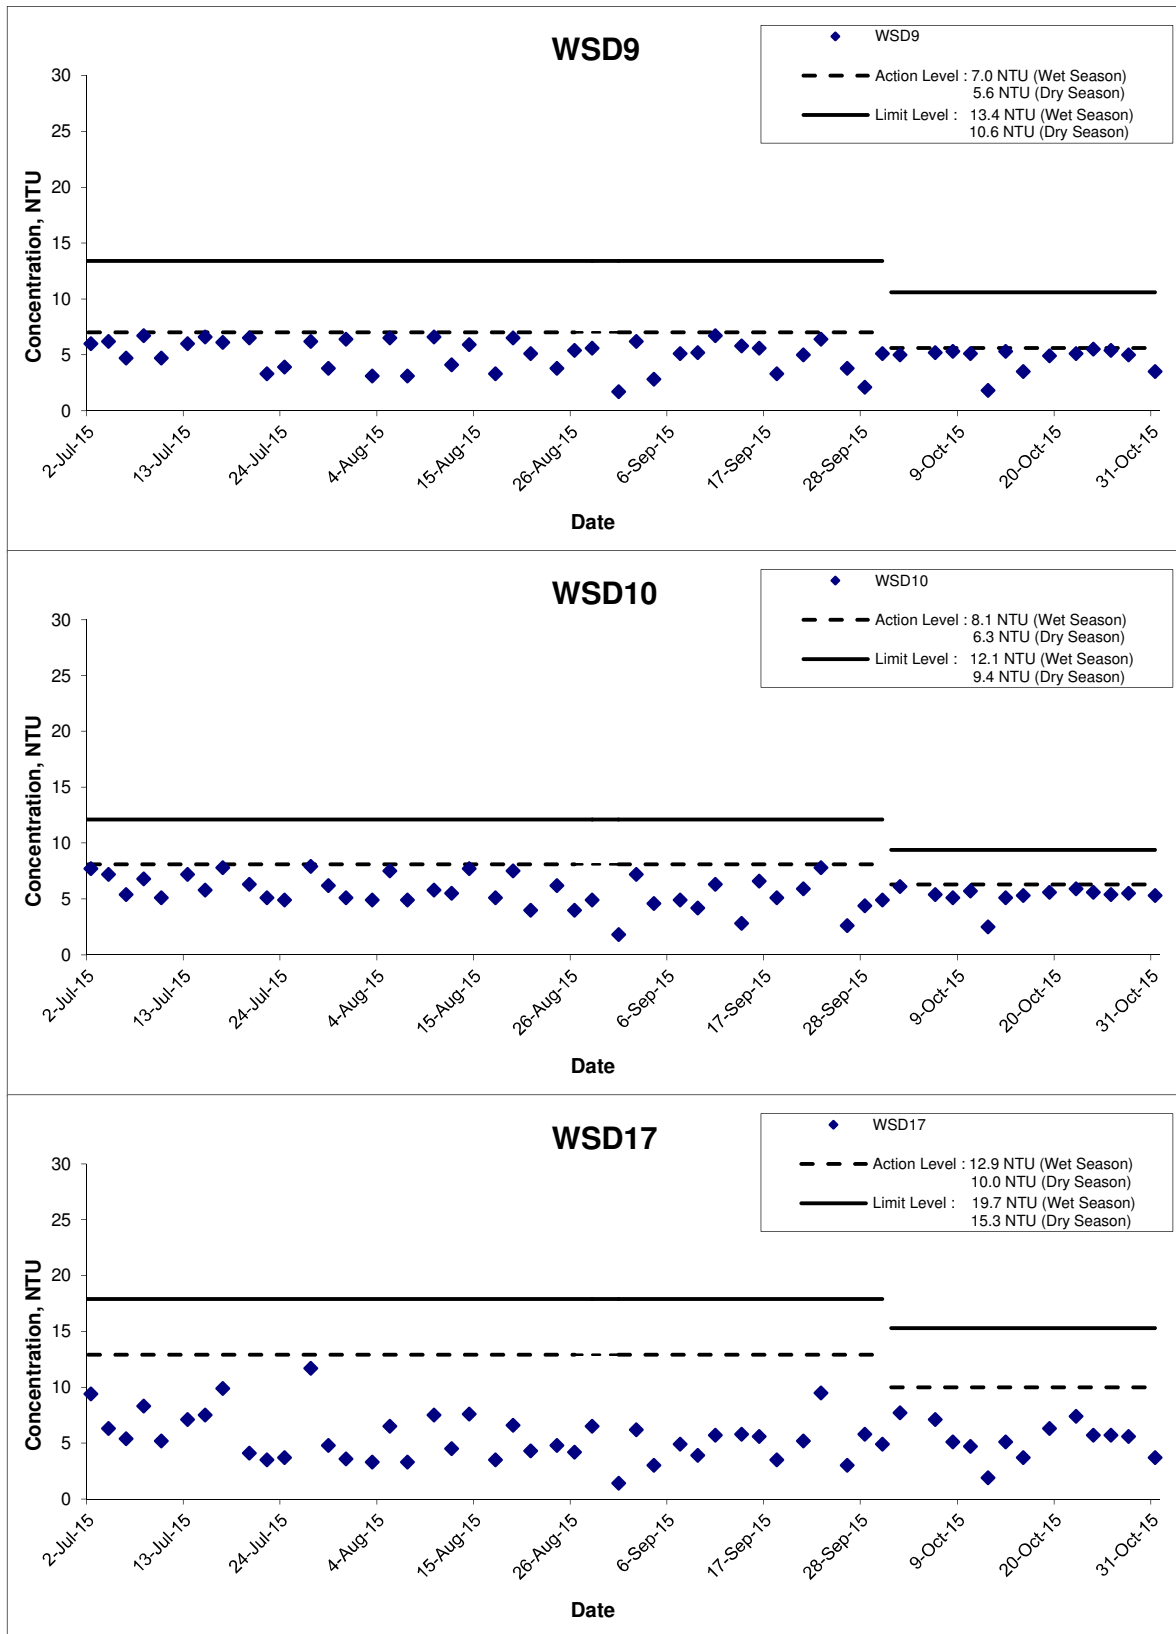 WSD9
WSD9
Action Level : 7.0 NTU (Wet Season)
5.6 NTU (Dry Season)
Limit Level : 13.4 NTU (Wet Season)
10.6 NTU (Dry Season)
Concentration, NTU
30
25
20
15
10
5
0
2-Jul-15
13-Jul-15
24-Jul-15
4-Aug-15
15-Aug-15
26-Aug-15
6-Sep-15
17-Sep-15
28-Sep-15
9-Oct-15
20-Oct-15
31-Oct-15
Date
WSD10
WSD10
Action Level : 8.1 NTU (Wet Season)
6.3 NTU (Dry Season)
Limit Level : 12.1 NTU (Wet Season)
9.4 NTU (Dry Season)
Concentration, NTU
30
25
20
15
10
5
0
2-Jul-15
13-Jul-15
24-Jul-15
4-Aug-15
15-Aug-15
26-Aug-15
6-Sep-15
17-Sep-15
28-Sep-15
9-Oct-15
20-Oct-15
31-Oct-15
Date
WSD17
WSD17
Action Level : 12.9 NTU (Wet Season)
10.0 NTU (Dry Season)
Limit Level : 19.7 NTU (Wet Season)
15.3 NTU (Dry Season)
Concentration, NTU
30
25
20
15
10
5
0
2-Jul-15
13-Jul-15
24-Jul-15
4-Aug-15
15-Aug-15
26-Aug-15
6-Sep-15
17-Sep-15
28-Sep-15
9-Oct-15
20-Oct-15
31-Oct-15
Date